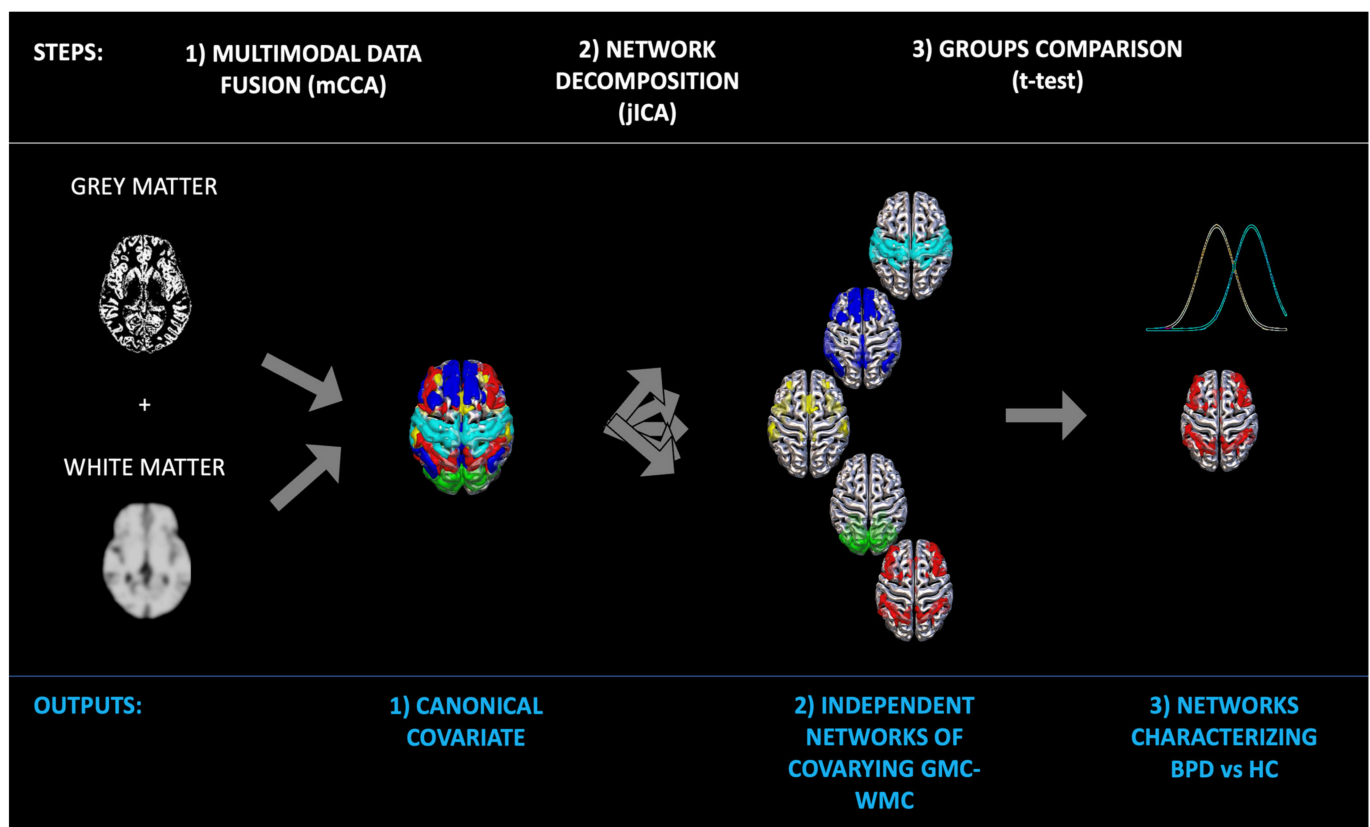 STEPS:
1) MULTIMODAL DATA
FUSION (mCCA)
2) NETWORK
DECOMPOSITION
(jICA)
3) GROUPS COMPARISON
(t-test)
GREY MATTER
+
WHITE MATTER
S
OUTPUTS:
1) CANONICAL
COVARIATE
2) INDEPENDENT
NETWORKS OF
COVARYING GMC-
WMC
3) NETWORKS
CHARACTERIZING
BPD vs HC